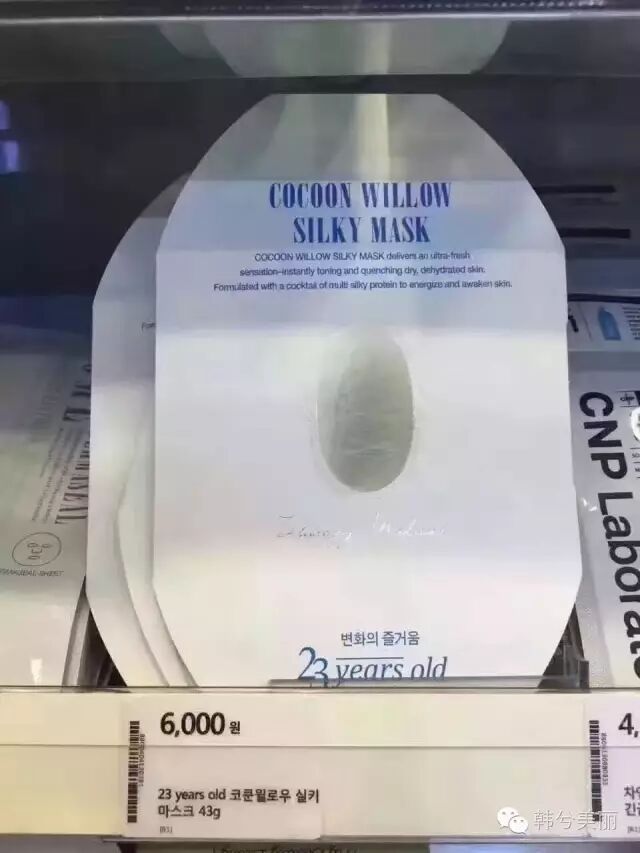 COCOON WILLOW
SILKY MASK
COCOON WILLOW SILKY MASK delivers an ultra-fresh
sensation-instantly toning and quenching dry, dehydrated skin.
Formulated with a cocktail of multi silky protein to energize and awaken skin.
변화의 즐거움
23 years old
CNP Laborato
6,000 원
23 years old 코쿤윌로우 실키
마스크 43g
[B1]
4,
韩兮美丽